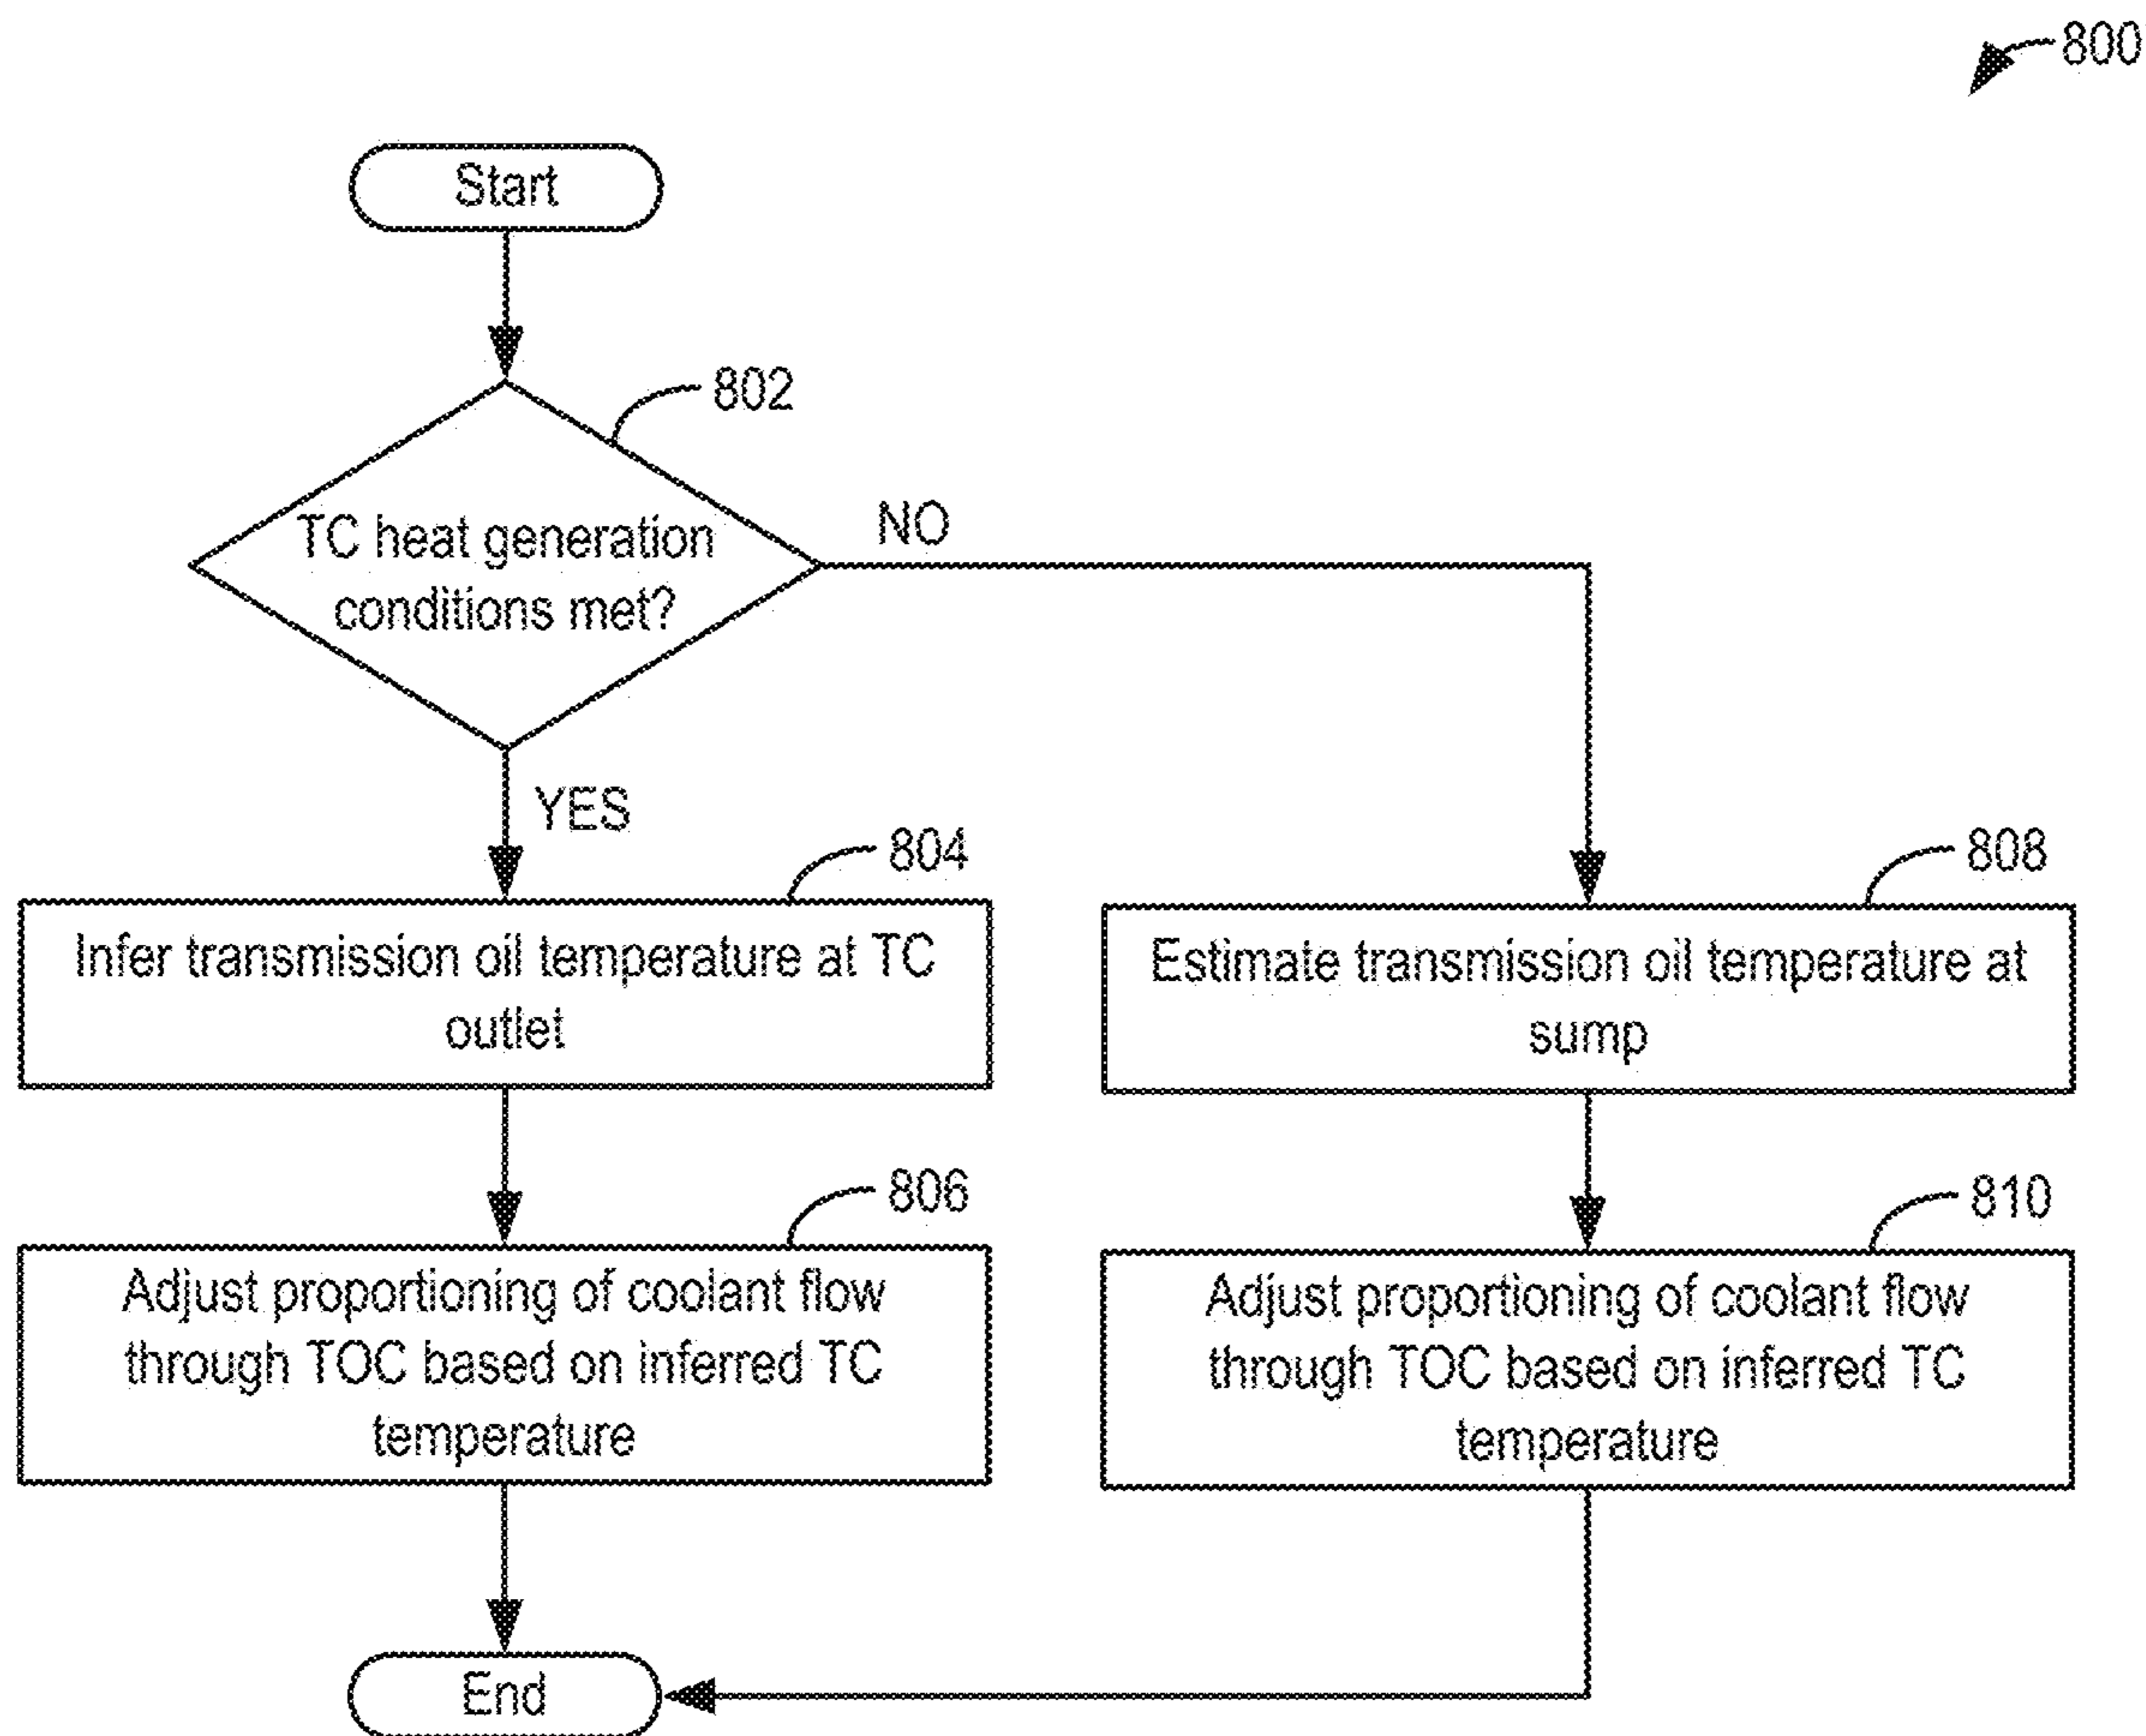 800
Start
802
TC heat generation
conditions met?
NO
YES
804
Infer transmission oil temperature at TC
outlet
808
Estimate transmission oil temperature at
sump
806
Adjust proportioning of coolant flow
through TOC based on inferred TC
temperature
810
Adjust proportioning of coolant flow
through TOC based on inferred TC
temperature
End